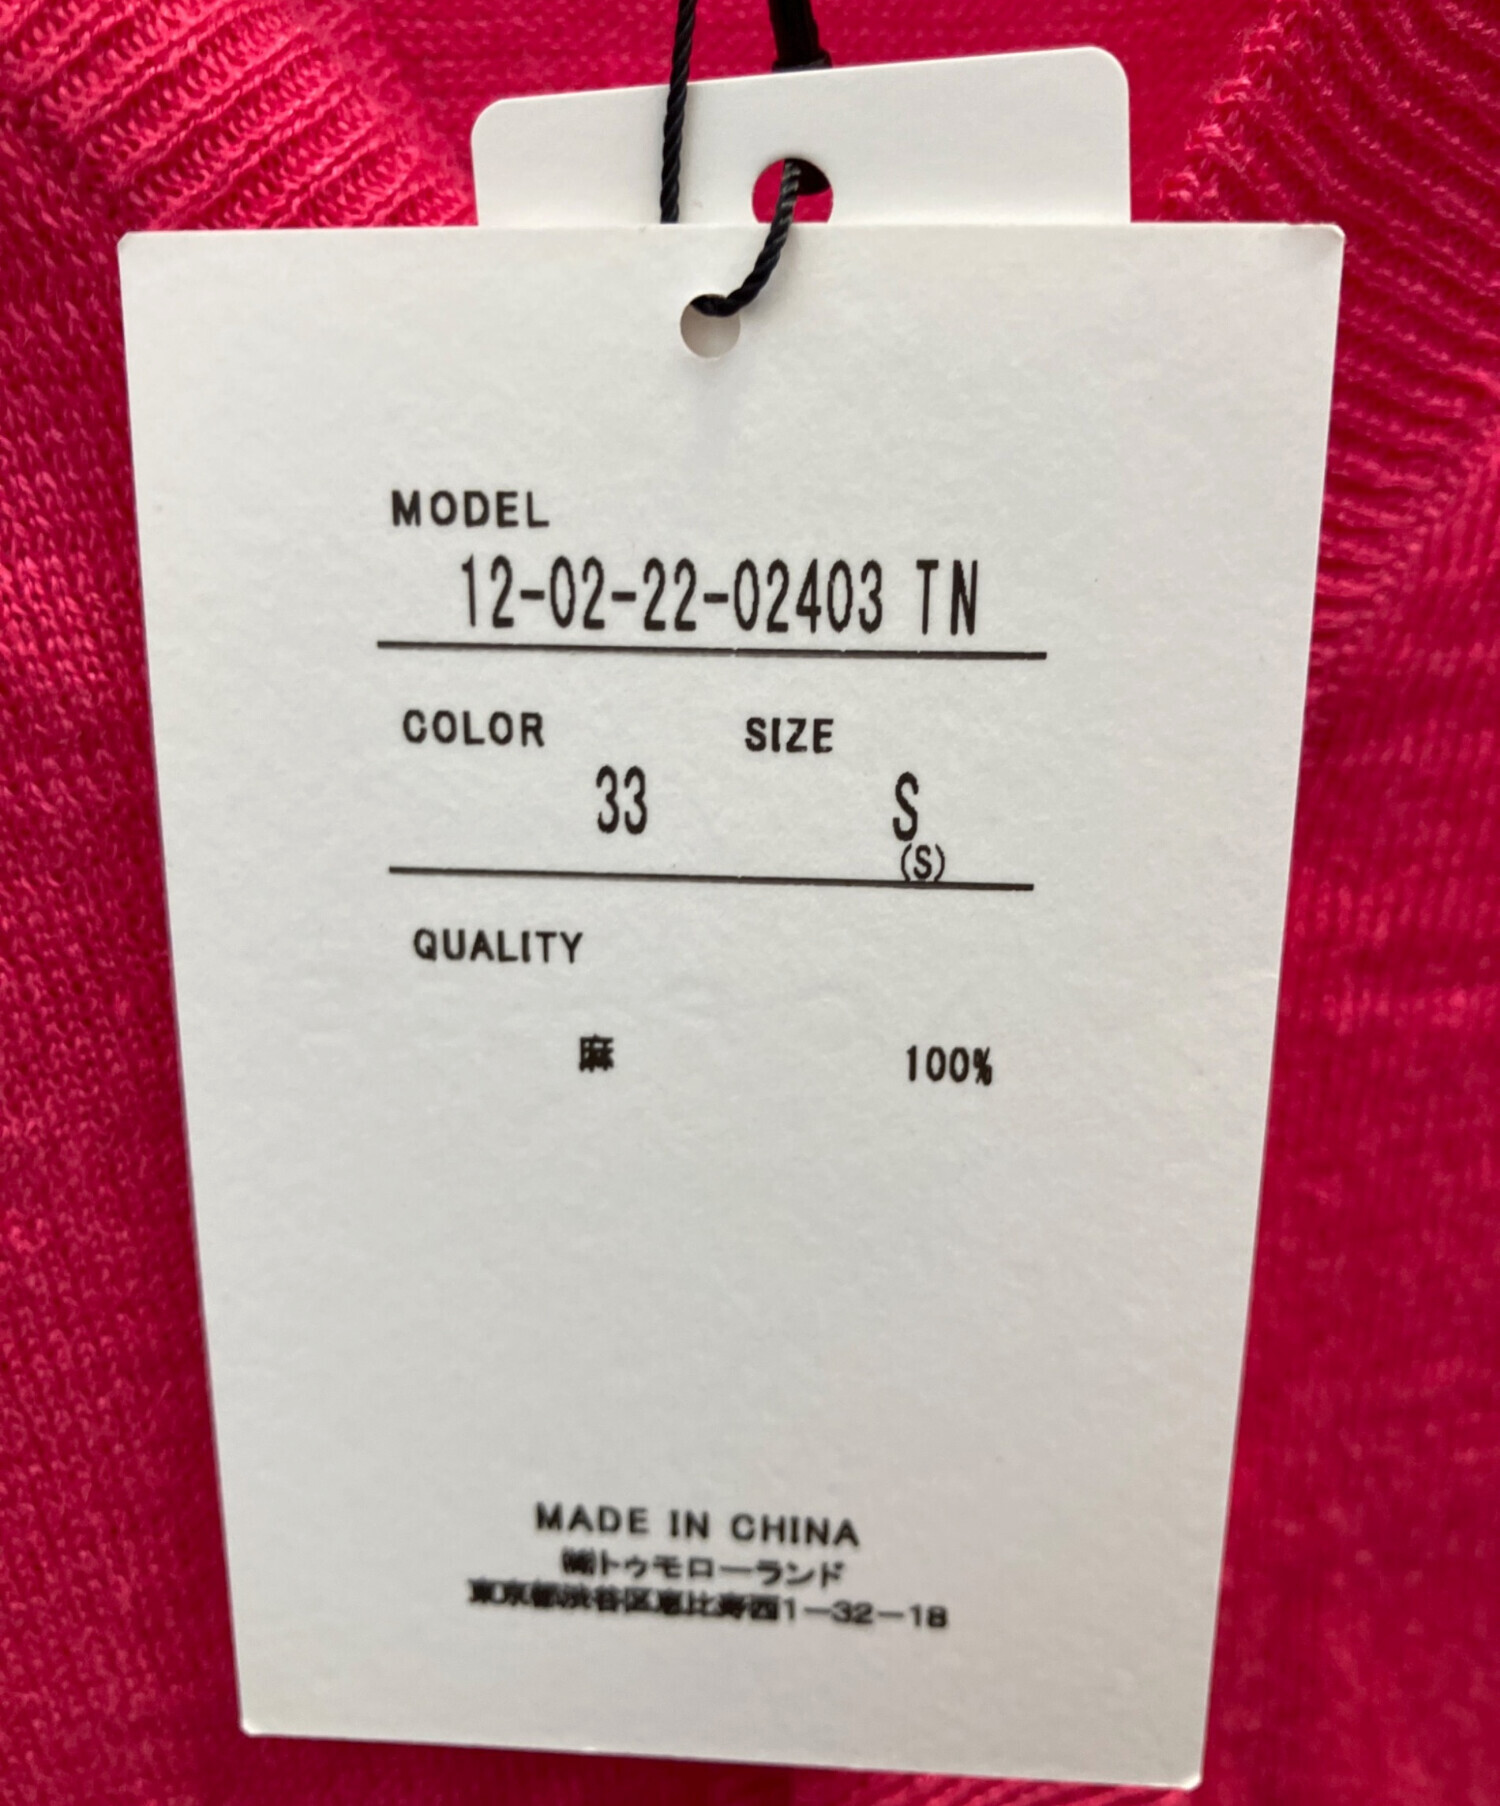 MODEL
12-02-22-02403 TN
COLOR SIZE
33 S
(S)
QUALITY
麻 100%
MADE IN CHINA
㈱トゥモローランド
東京都渋谷区恵比寿西1-32-18